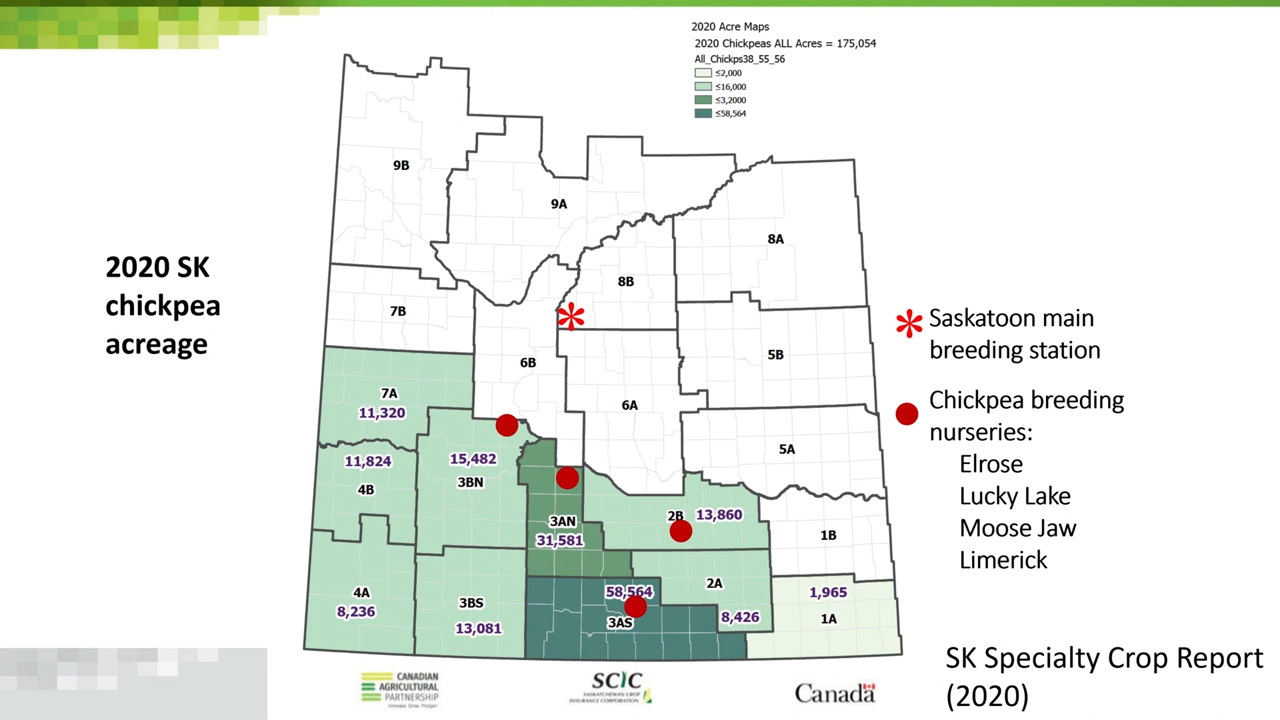 2020 Acre Maps
2020 Chickpeas ALL Acres = 175,054
All_Chickps38_55_56
≤2,000
≤16,000
≤3,2000
≤58,564
2020 SK
chickpea
acreage
9B
9A
8A
8B
7B
6B
5B
6A
7A
11,320
5A
11,824
4B
15,482
3BN
3AN
31,581
2B
13,860
1B
4A
8,236
3BS
13,081
58,564
3AS
2A
8,426
1,965
1A
Saskatoon main
breeding station
Chickpea breeding
nurseries:
Elrose
Lucky Lake
Moose Jaw
Limerick
SK Specialty Crop Report
(2020)
CANADIAN
AGRICULTURAL
PARTNERSHIP
Innovate. Grow. Prosper.
SCIC
SASKATCHEWAN CROP
INSURANCE CORPORATION
Canada